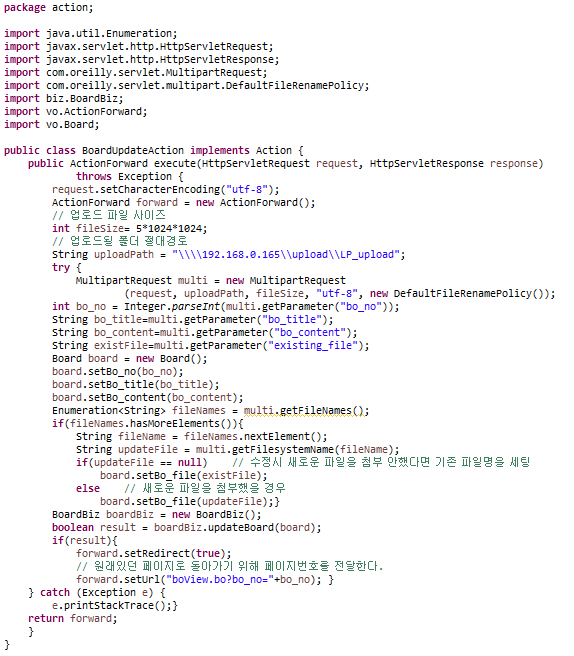 package action;
import java.util.Enumeration;
import javax.servlet.http.HttpServletRequest;
import javax.servlet.http.HttpServletResponse;
import com.oreilly.servlet.MultipartRequest;
import com.oreilly.servlet.multipart.DefaultFileRenamePolicy;
import biz.BoardBiz;
import vo.ActionForward;
import vo.Board;
public class BoardUpdateAction implements Action {
public ActionForward execute(HttpServletRequest request, HttpServletResponse response)
throws Exception {
request.setCharacterEncoding("utf-8");
ActionForward forward = new ActionForward();
// 업로드 파일 사이즈
int fileSize= 5*1024*1024;
// 업로드될 폴더 절대경로
String uploadPath = "\\\\192.168.0.165\\upload\\LP_upload";
try {
MultipartRequest multi = new MultipartRequest
(request, uploadPath, fileSize, "utf-8", new DefaultFileRenamePolicy());
int bo_no = Integer.parseInt(multi.getParameter("bo_no"));
String bo_title=multi.getParameter("bo_title");
String bo_content=multi.getParameter("bo_content");
String existFile=multi.getParameter("existing_file");
Board board = new Board();
board.setBo_no(bo_no);
board.setBo_title(bo_title);
board.setBo_content(bo_content);
Enumeration<String> fileNames = multi.getFileNames();
if(fileNames.hasMoreElements()){
String fileName = fileNames.nextElement();
String updateFile = multi.getFilesystemName(fileName);
if(updateFile == null) // 수정시 새로운 파일을 첨부 안했다면 기존 파일명을 세팅
board.setBo_file(existFile);
else // 새로운 파일을 첨부했을 경우
board.setBo_file(updateFile);}
BoardBiz boardBiz = new BoardBiz();
boolean result = boardBiz.updateBoard(board);
if(result){
forward.setRedirect(true);
// 원래있던 페이지로 돌아가기 위해 페이지번호를 전달한다.
forward.setUrl("boView.bo?bo_no="+bo_no); }
} catch (Exception e) {
e.printStackTrace();}
return forward;
}
}